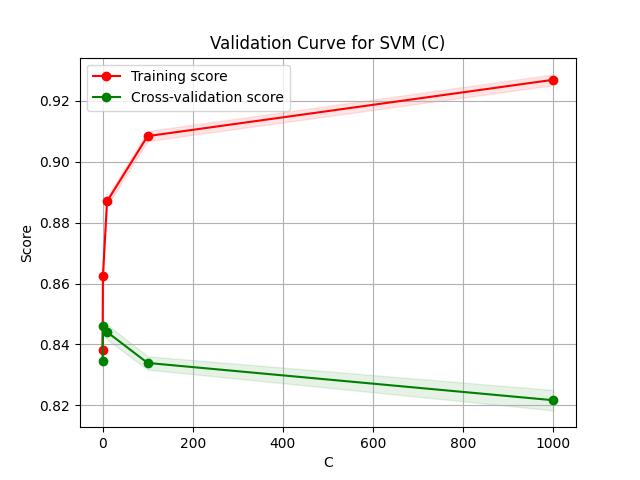 Validation Curve for SVM (C)
Training score
Cross-validation score
0.92
0.90
0.88
0.86
0.84
0.82
Score
0 200 400 600 800 1000
C